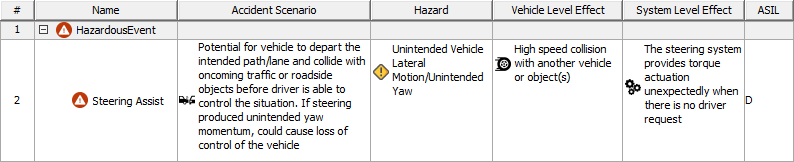 # Name Accident Scenario Hazard Vehicle Level Effect System Level Effect ASIL
1 HazardousEvent
2 Steering Assist
Potential for vehicle to depart the
intended path/lane and collide with
oncoming traffic or roadside
objects before driver is able to
control the situation. If steering
produced unintended yaw
momentum, could cause loss of
control of the vehicle
Unintended Vehicle
Lateral
Motion/Unintended
Yaw
High speed collision
with another vehicle
or object(s)
The steering system
provides torque
actuation
unexpectedly when
there is no driver
request
D